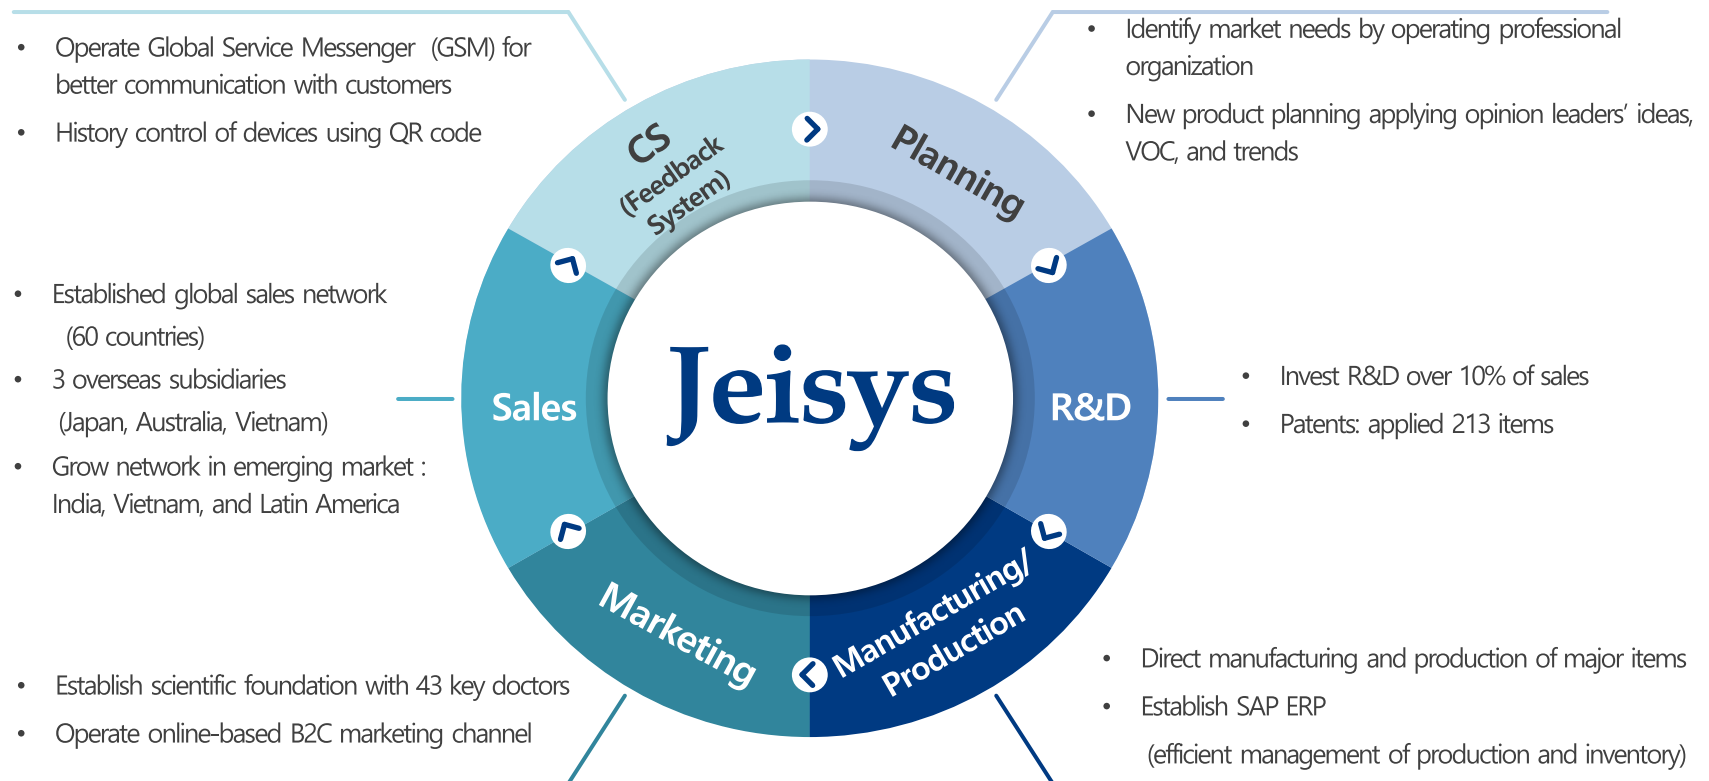 • Operate Global Service Messenger (GSM) for
better communication with customers
• History control of devices using QR code
• Identify market needs by operating professional
organization
• New product planning applying opinion leaders' ideas,
VOC, and trends
CS
(Feedback
System)
Planning
• Established global sales network
(60 countries)
• 3 overseas subsidiaries
(Japan, Australia, Vietnam)
• Grow network in emerging market :
India, Vietnam, and Latin America
Sales
Jeisys
R&D
• Invest R&D over 10% of sales
• Patents: applied 213 items
Marketing
Manufacturing/
Production
• Establish scientific foundation with 43 key doctors
• Operate online-based B2C marketing channel
• Direct manufacturing and production of major items
• Establish SAP ERP
(efficient management of production and inventory)